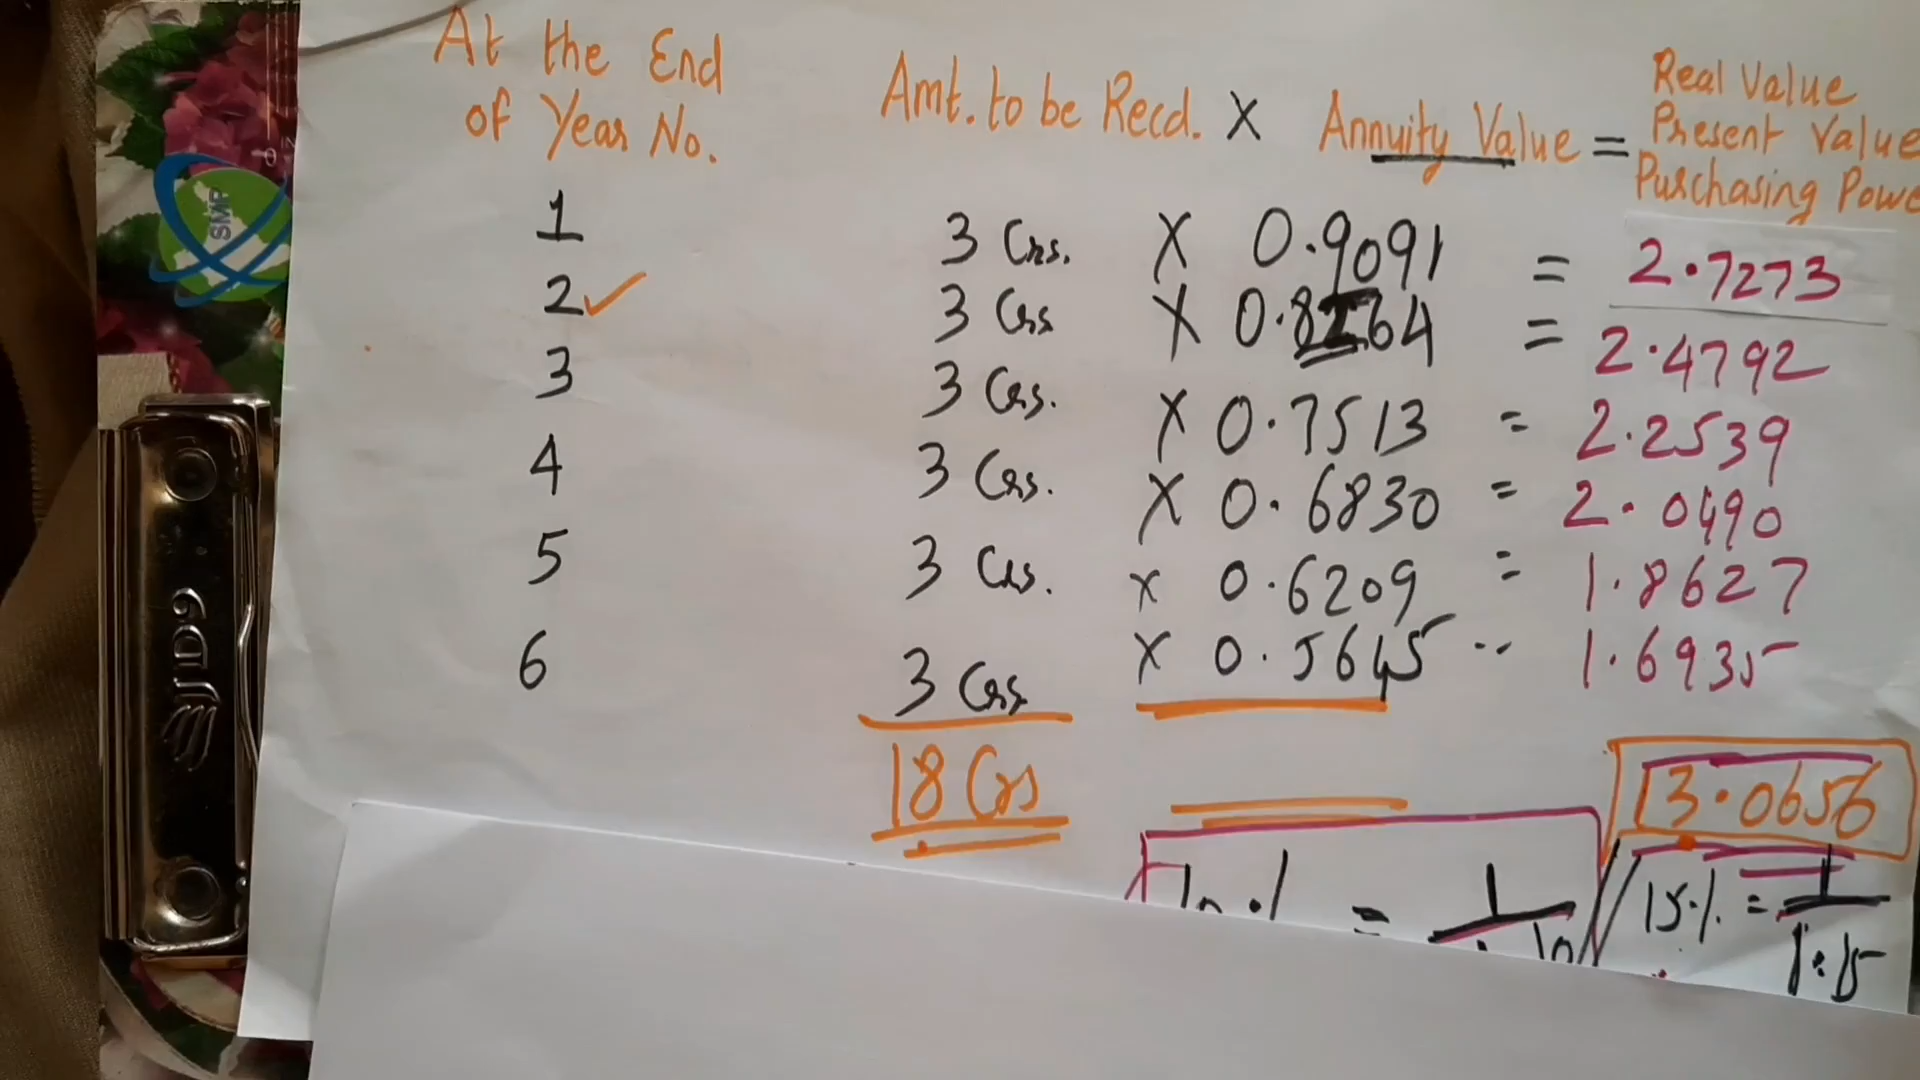 At the End
of Year No.
Amt. to be Recd. X Annuity Value =
Real Value
Present Value
Purchasing Powe
1 3 Crs. X 0.9091 = 2.7273
2✓ 3 Crs X 0.8264 = 2.4792
3 3 Crs. X 0.7513 = 2.2539
4 3 Crs. X 0.6830 = 2.0490
5 3 Crs. X 0.6209 = 1.8627
6 3 Crs X 0.5645 = 1.6935
18 Crs
13.0656
10% = 1
15% = 1
1.15
SMP
JD9